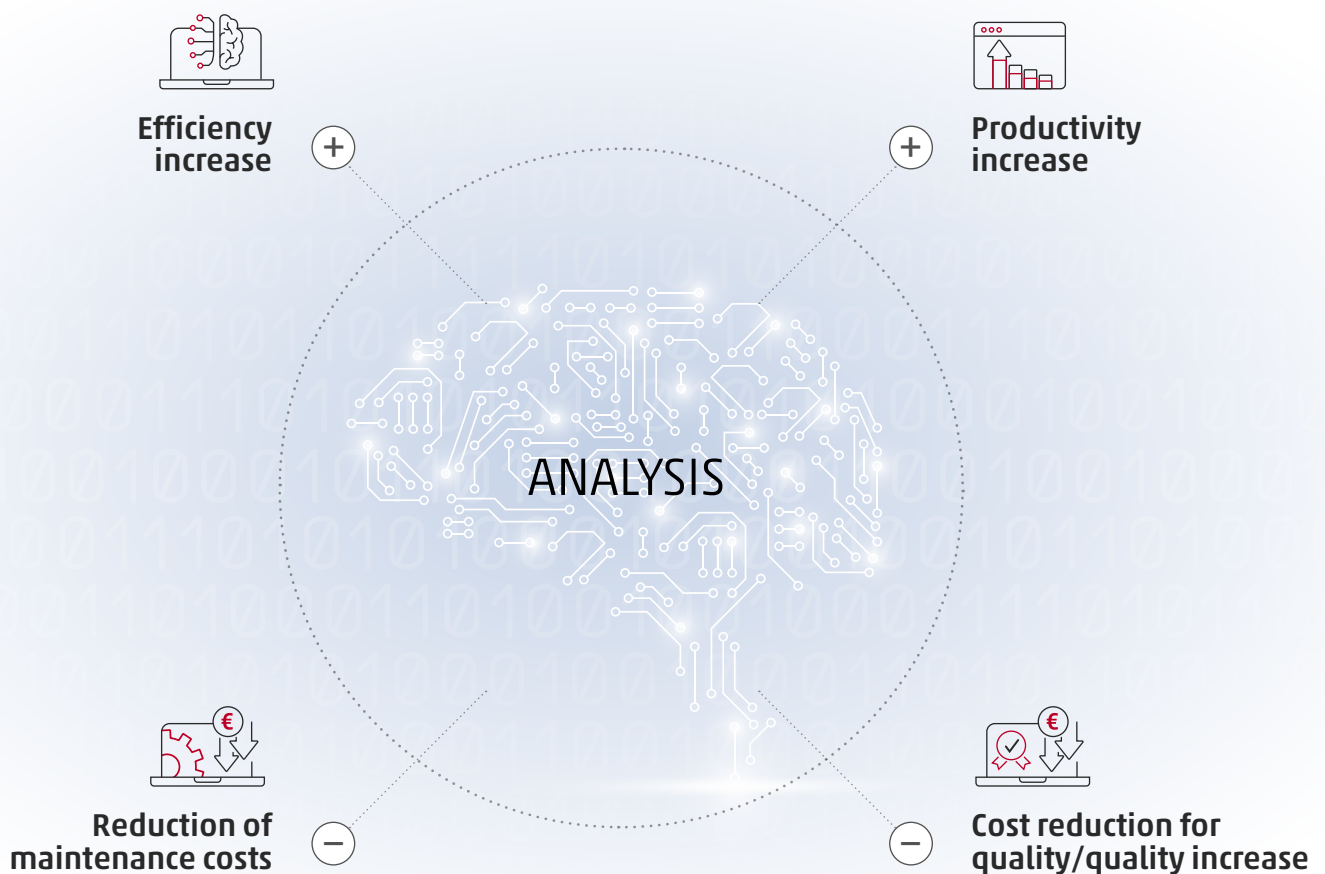 Efficiency
increase
+
+
Productivity
increase
ANALYSIS
€
€
Reduction of
maintenance costs
−
−
Cost reduction for
quality/quality increase